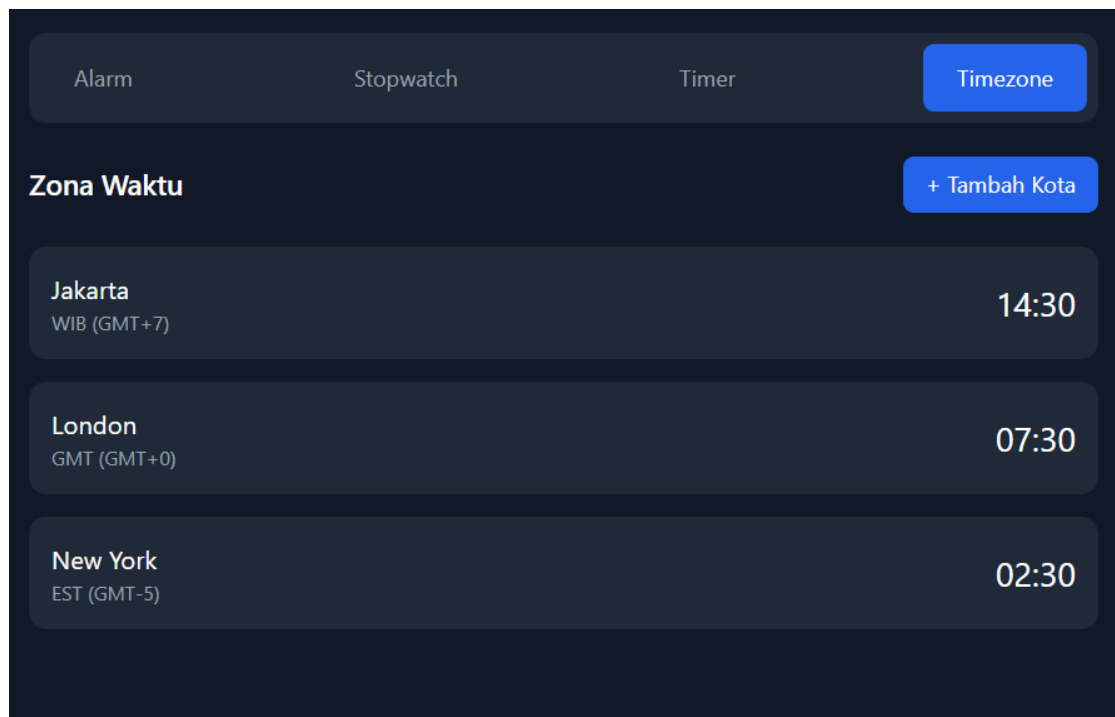 Alarm Stopwatch Timer Timezone
Zona Waktu + Tambah Kota
Jakarta 14:30
WIB (GMT+7)
London 07:30
GMT (GMT+0)
New York 02:30
EST (GMT-5)